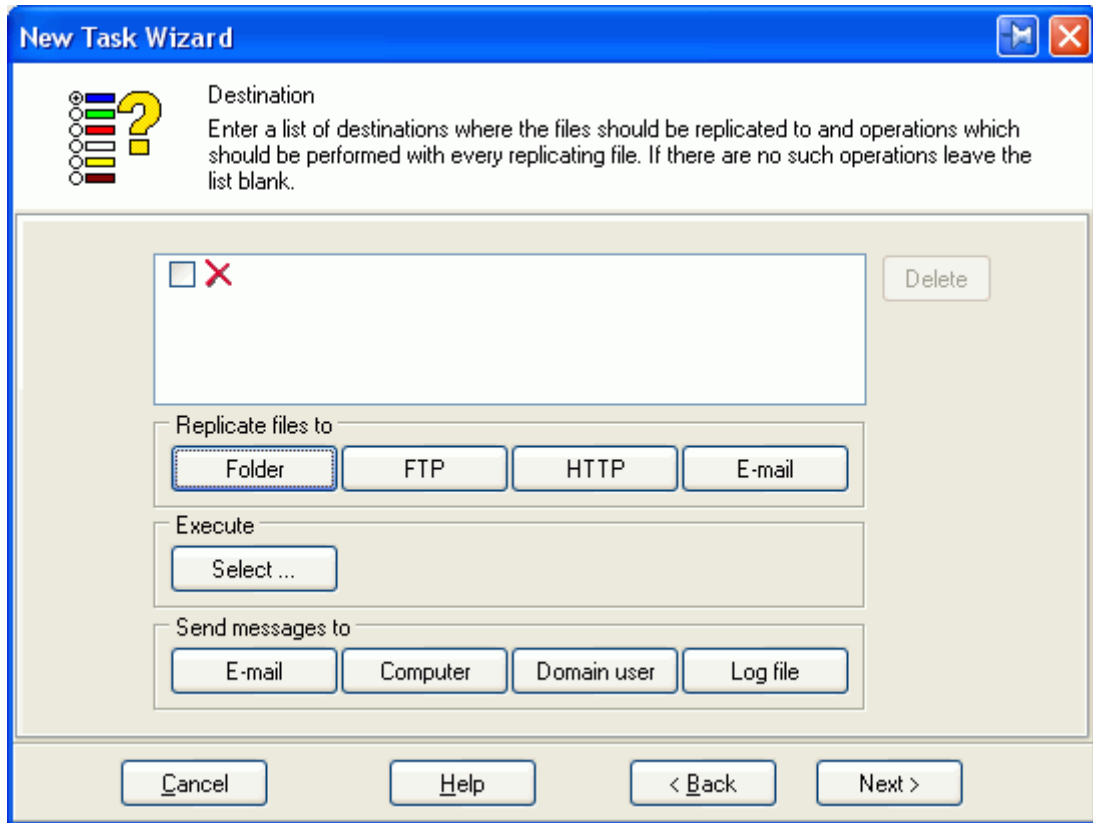 New Task Wizard
Destination
Enter a list of destinations where the files should be replicated to and operations which
should be performed with every replicating file. If there are no such operations leave the
list blank.
Delete
Replicate files to
Folder FTP HTTP E-mail
Execute
Select ...
Send messages to
E-mail Computer Domain user Log file
Cancel Help < Back Next >